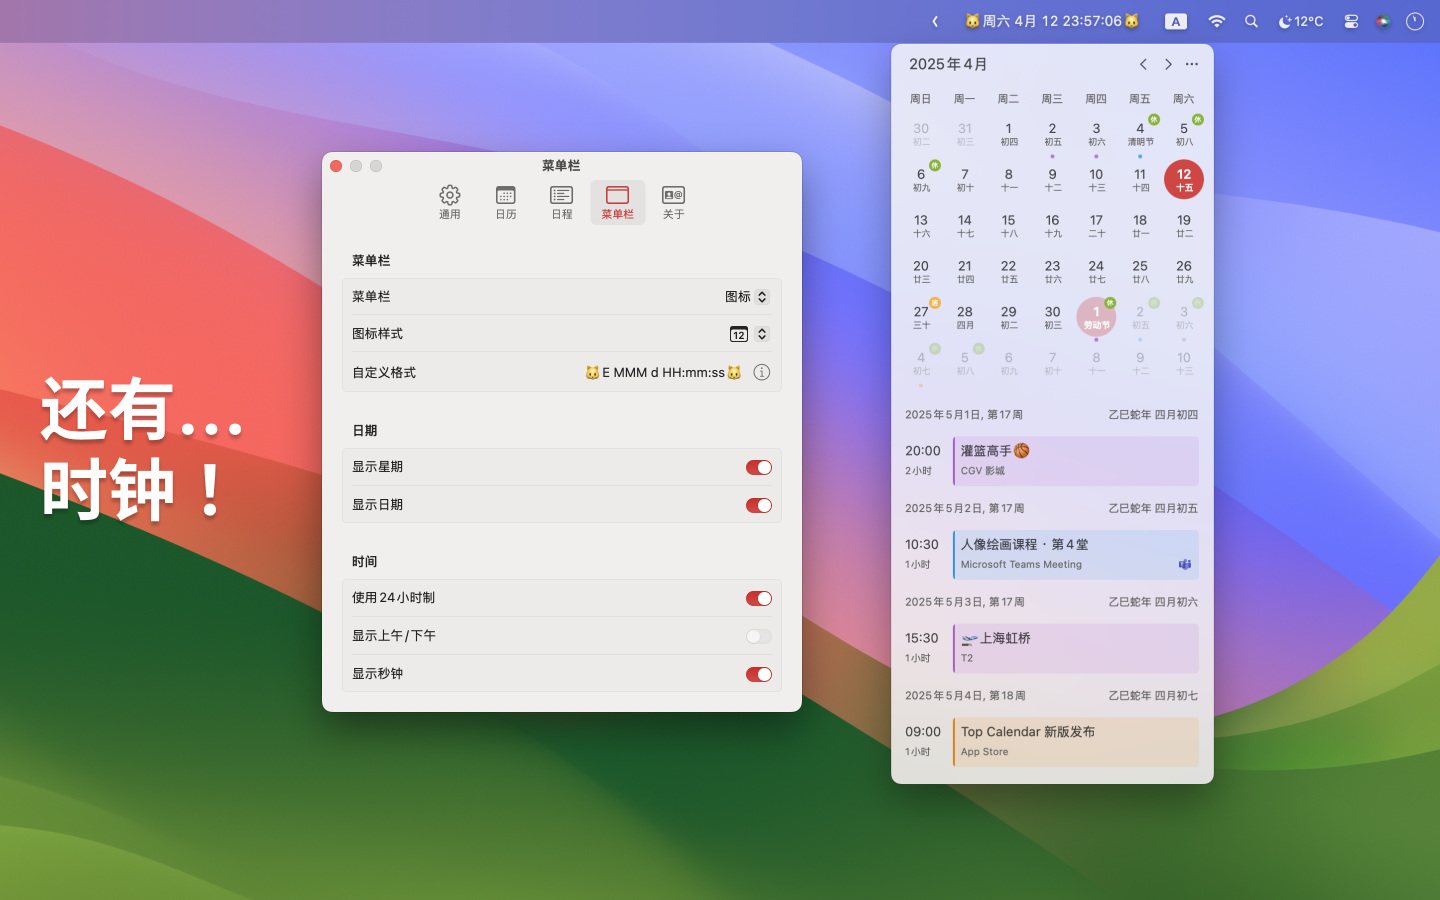 🐱周六 4月 12 23:57:06🐱
A
12°C
还有...
时钟！
菜单栏
通用
日历
日程
菜单栏
关于
菜单栏
菜单栏
图标
图标样式
12
自定义格式
🐱E MMM d HH:mm:ss🐱
日期
显示星期
显示日期
时间
使用24小时制
显示上午/下午
显示秒钟
2025年4月
周日 周一 周二 周三 周四 周五 周六
30 31 1 2 3 4休 5休
初二 初三 初四 初五 初六 清明节 初八
6休 7 8 9 10 11 12
初九 初十 十一 十二 十三 十四 十五
13 14 15 16 17 18 19
十六 十七 十八 十九 二十 廿一 廿二
20 21 22 23 24 25 26
廿三 廿四 廿五 廿六 廿七 廿八 廿九
27班 28 29 30 1休 2休 3休
三十 四月 初二 初三 劳动节 初五 初六
4休 5休 6 7 8 9 10
初七 初八 初九 初十 十一 十二 十三
2025年5月1日, 第17周 乙巳蛇年 四月初四
20:00 灌篮高手🏀
2小时 CGV 影城
2025年5月2日, 第17周 乙巳蛇年 四月初五
10:30 人像绘画课程 · 第4堂
1小时 Microsoft Teams Meeting
2025年5月3日, 第17周 乙巳蛇年 四月初六
15:30 🛫上海虹桥
1小时 T2
2025年5月4日, 第18周 乙巳蛇年 四月初七
09:00 Top Calendar 新版发布
1小时 App Store